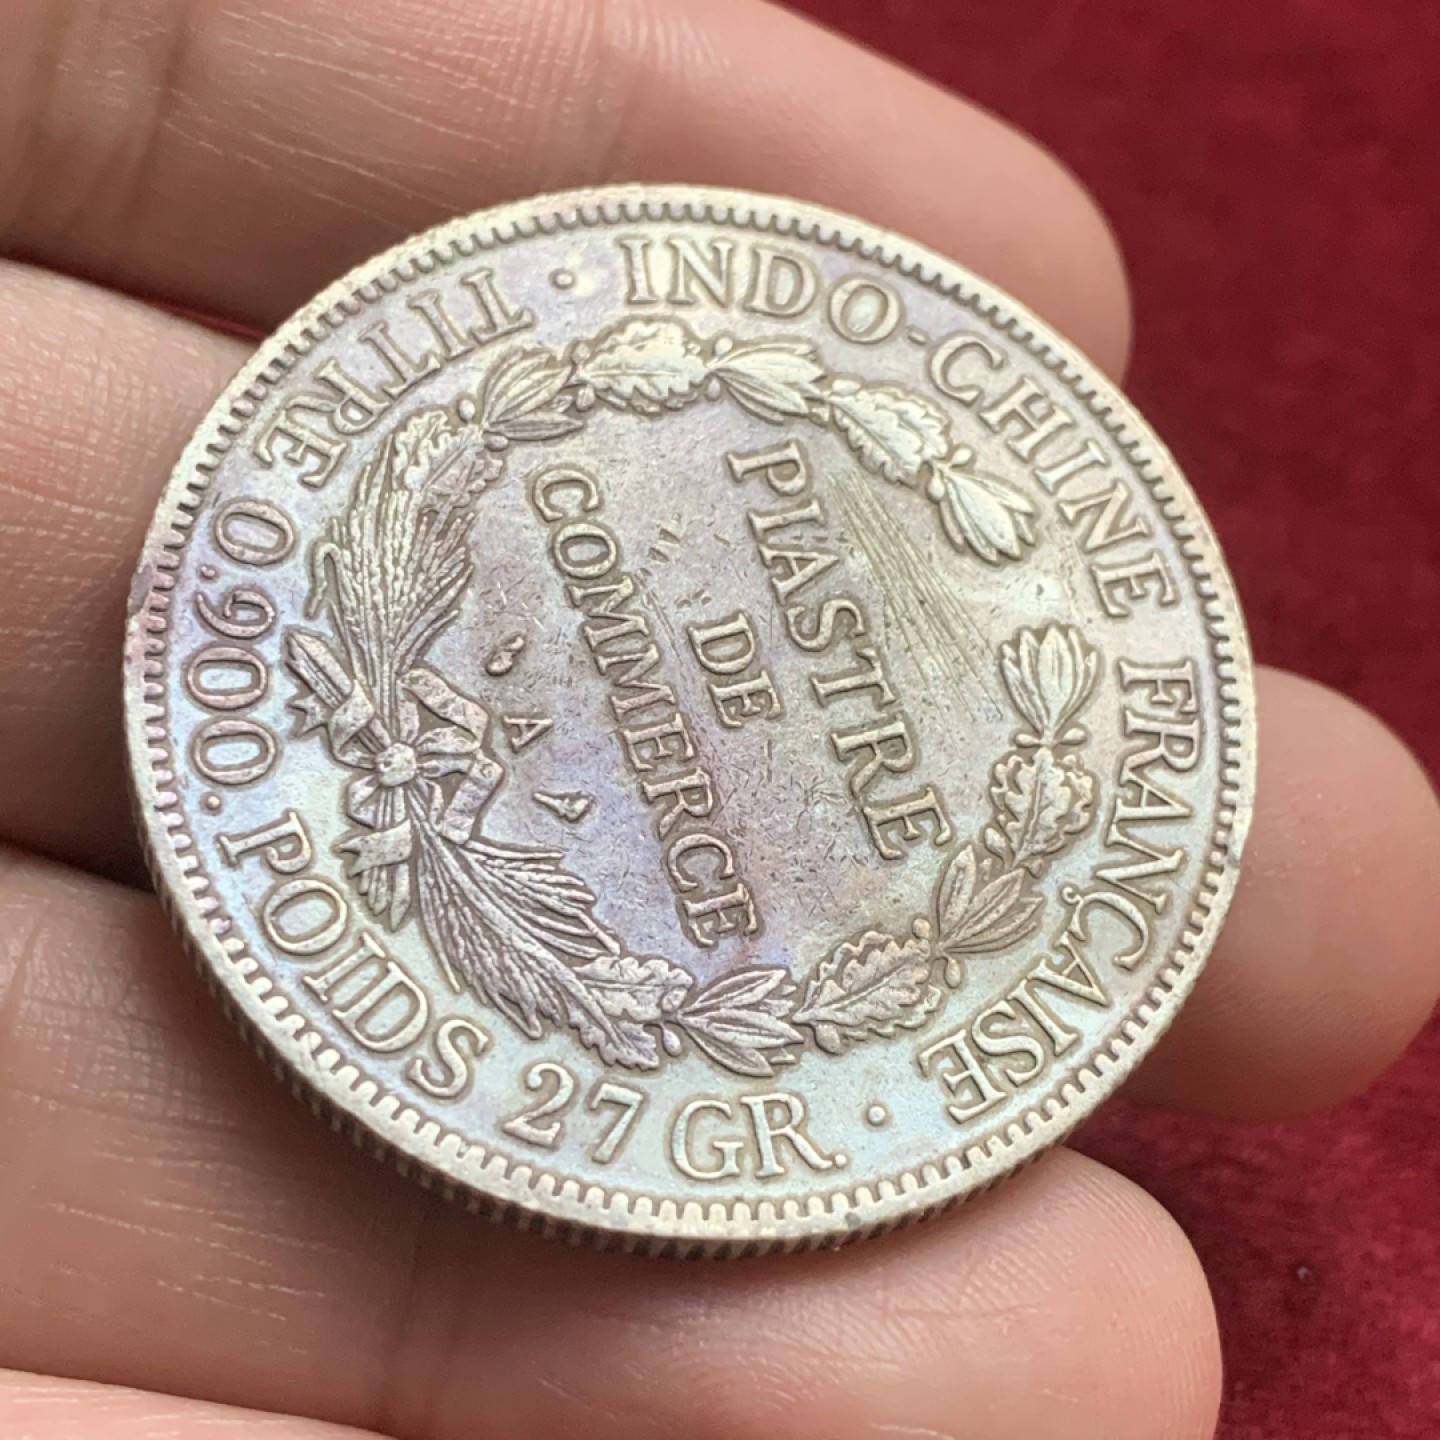 INDO-CHINE FRANÇAISE
PIASTRE
DE
COMMERCE
A
TITRE 0.900. POIDS 27 GR.